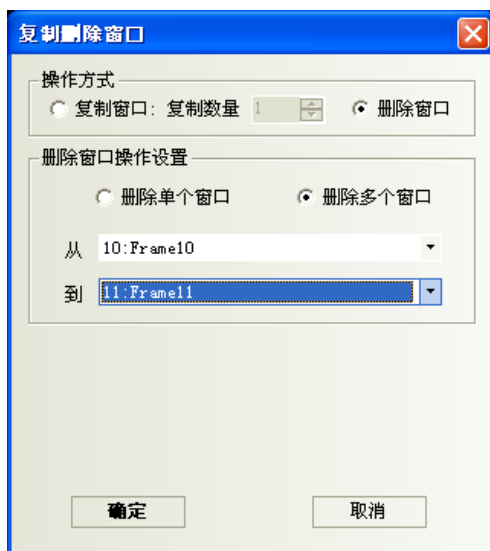 复制删除窗口
操作方式
复制窗口: 复制数量 1 删除窗口
删除窗口操作设置
删除单个窗口 删除多个窗口
从 10:Frame10
到 11:Frame11
确定 取消